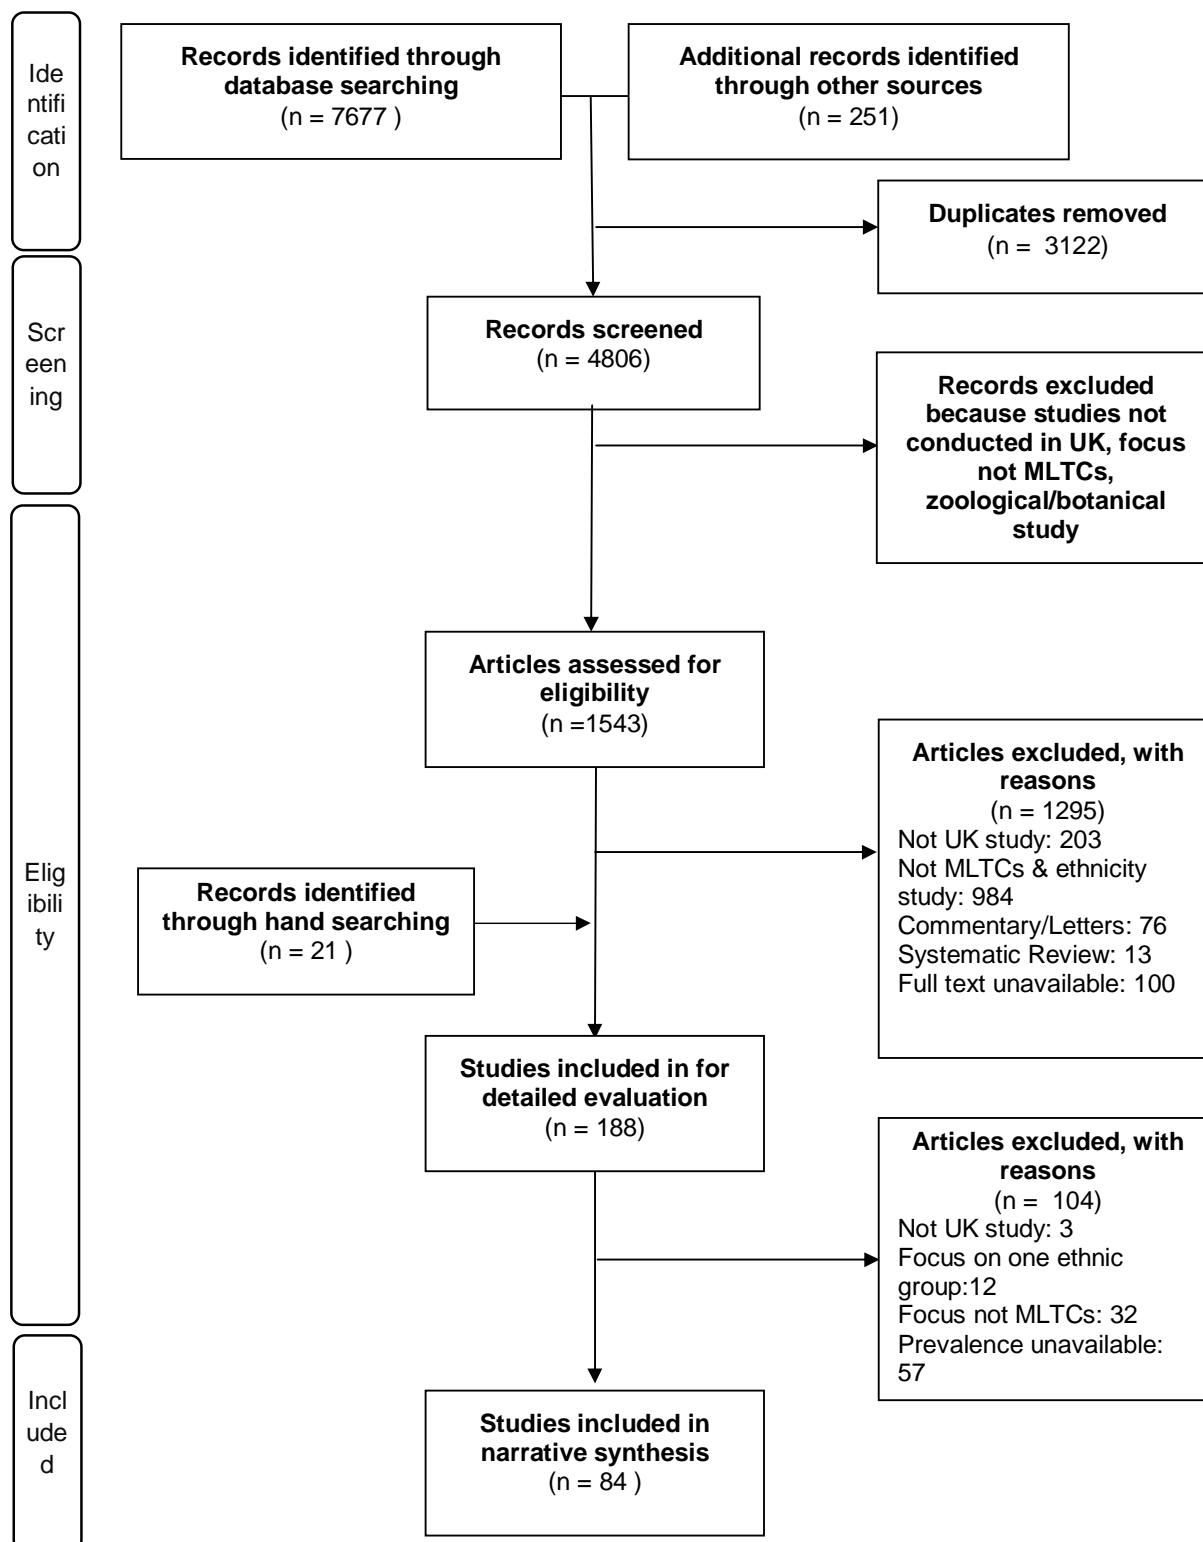 Ide
ntifi
cati
on
Records identified through
database searching
(n = 7677 )
Additional records identified
through other sources
(n = 251)
Duplicates removed
(n =  3122)
Scr
een
ing
Records screened
(n = 4806)
Records excluded
because studies not
conducted in UK, focus
not MLTCs,
zoological/botanical
study
Elig
ibili
ty
Articles assessed for
eligibility
(n =1543)
Articles excluded, with
reasons
(n = 1295)
Not UK study: 203
Not MLTCs & ethnicity
study: 984
Commentary/Letters: 76
Systematic Review: 13
Full text unavailable: 100
Records identified
through hand searching
(n = 21 )
Studies included in for
detailed evaluation
(n = 188)
Articles excluded, with
reasons
(n =  104)
Not UK study: 3
Focus on one ethnic
group:12
Focus not MLTCs: 32
Prevalence unavailable:
57
Incl
ude
d
Studies included in
narrative synthesis
(n = 84 )